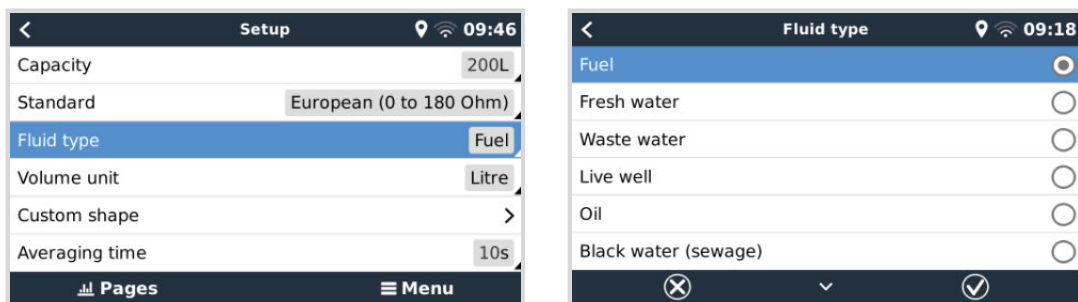 Setup 09:46
Capacity 200L
Standard European (0 to 180 Ohm)
Fluid type Fuel
Volume unit Litre
Custom shape
Averaging time 10s
Pages Menu
Fluid type 09:18
Fuel
Fresh water
Waste water
Live well
Oil
Black water (sewage)